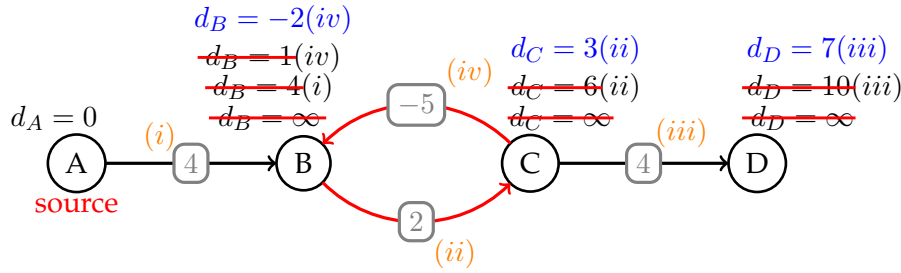 d_B = −2(iv)
d_B = 1(iv)
d_B = 4(i)
d_B = ∞
(iv)
d_C = 3(ii)
d_C = 6(ii)
d_C = ∞
d_D = 7(iii)
d_D = 10(iii)
d_D = ∞
d_A = 0
(i)
(iii)
−5
A
4
B
C
4
D
source
2
(ii)